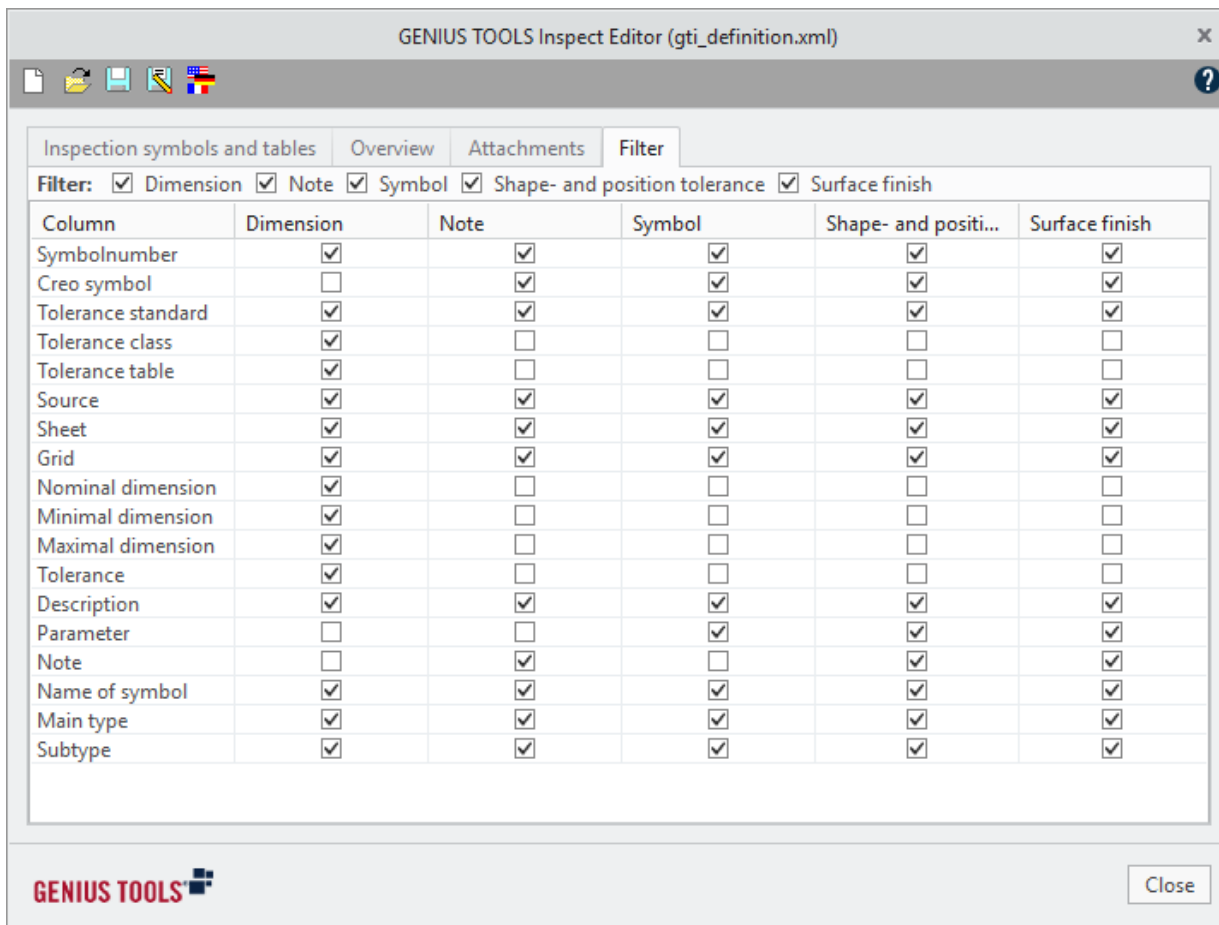 GENIUS TOOLS Inspect Editor (gti_definition.xml)
Inspection symbols and tables Overview Attachments Filter
Filter: Dimension Note Symbol Shape- and position tolerance Surface finish
Column Dimension Note Symbol Shape- and positi... Surface finish
Symbolnumber
Creo symbol
Tolerance standard
Tolerance class
Tolerance table
Source
Sheet
Grid
Nominal dimension
Minimal dimension
Maximal dimension
Tolerance
Description
Parameter
Note
Name of symbol
Main type
Subtype
GENIUS TOOLS
Close